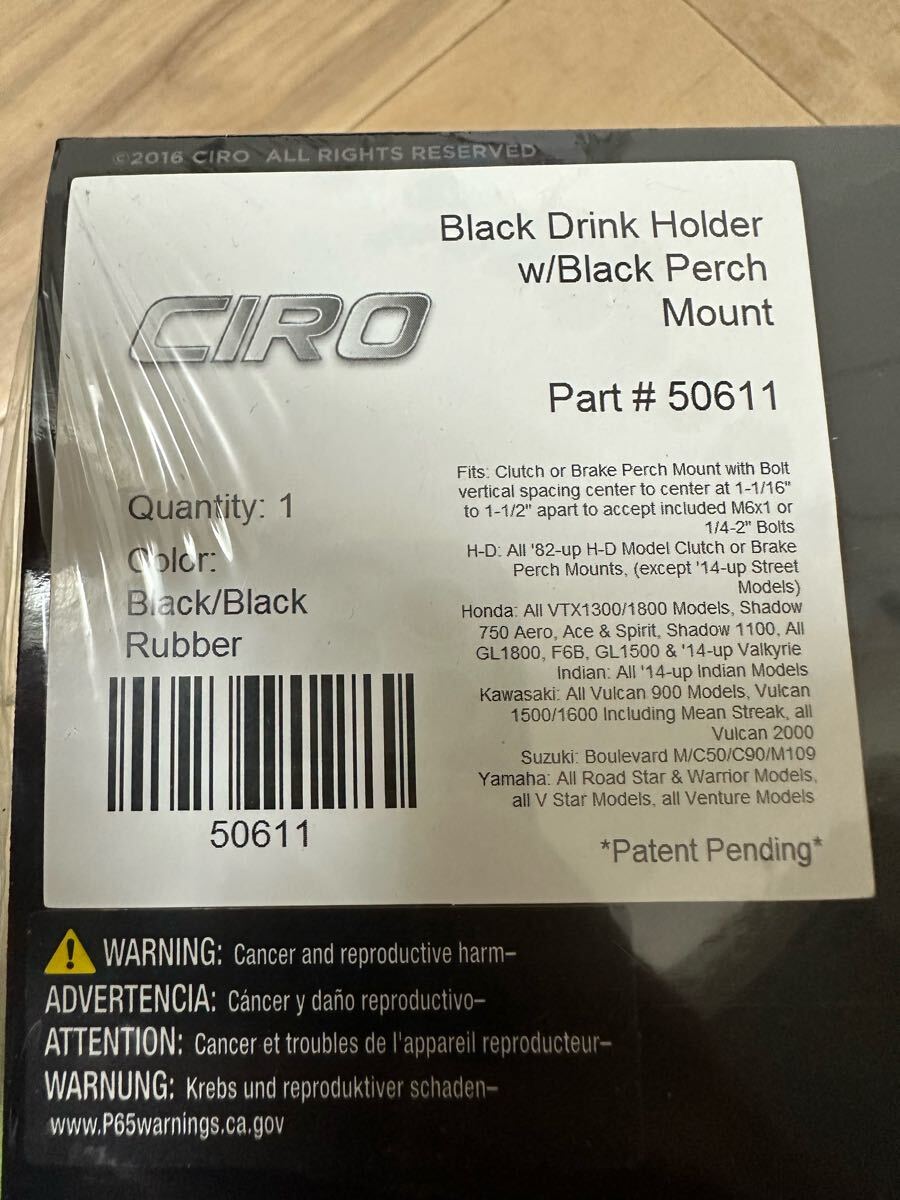 ©2016 CIRO ALL RIGHTS RESERVED
Black Drink Holder
w/Black Perch
Mount
CIRO
Part # 50611
Fits: Clutch or Brake Perch Mount with Bolt
vertical spacing center to center at 1-1/16"
to 1-1/2" apart to accept included M6x1 or
1/4-2" Bolts
H-D: All '82-up H-D Model Clutch or Brake
Perch Mounts, (except '14-up Street
Models)
Honda: All VTX1300/1800 Models, Shadow
750 Aero, Ace & Spirit, Shadow 1100, All
GL1800, F6B, GL1500 & '14-up Valkyrie
Indian: All '14-up Indian Models
Kawasaki: All Vulcan 900 Models, Vulcan
1500/1600 Including Mean Streak, all
Vulcan 2000
Suzuki: Boulevard M/C50/C90/M109
Yamaha: All Road Star & Warrior Models,
all V Star Models, all Venture Models
*Patent Pending*
Quantity: 1
Color:
Black/Black
Rubber
50611
WARNING: Cancer and reproductive harm–
ADVERTENCIA: Cáncer y daño reproductivo–
ATTENTION: Cancer et troubles de l'appareil reproducteur–
WARNUNG: Krebs und reproduktiver schaden–
www.P65warnings.ca.gov